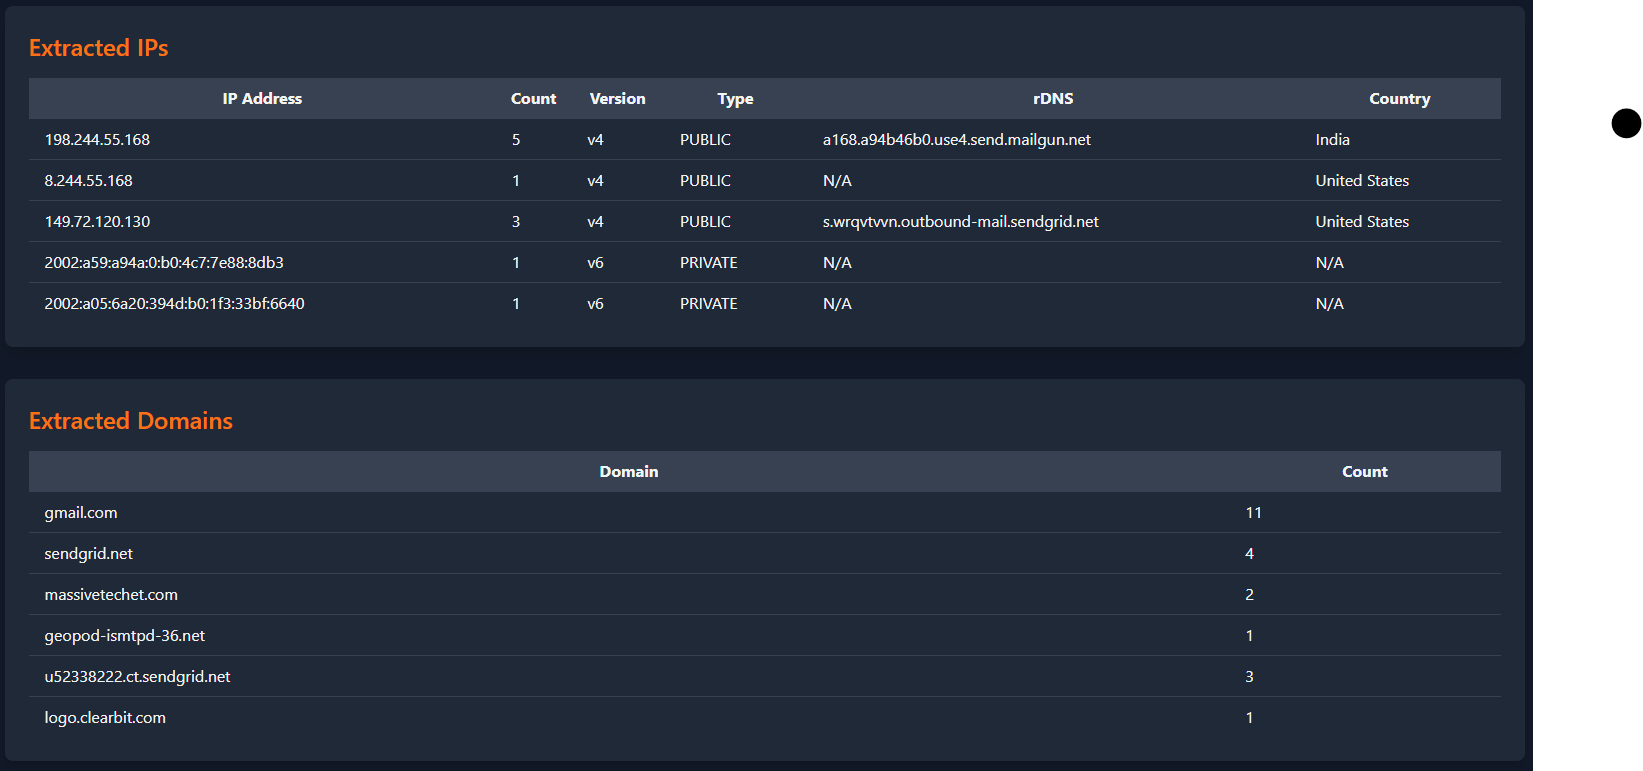 Extracted IPs
IP Address Count Version Type rDNS Country
198.244.55.168 5 v4 PUBLIC a168.a94b46b0.use4.send.mailgun.net India
8.244.55.168 1 v4 PUBLIC N/A United States
149.72.120.130 3 v4 PUBLIC s.wrqvtvvn.outbound-mail.sendgrid.net United States
2002:a59:a94a:0:b0:4c7:7e88:8db3 1 v6 PRIVATE N/A N/A
2002:a05:6a20:394d:b0:1f3:33bf:6640 1 v6 PRIVATE N/A N/A
Extracted Domains
Domain Count
gmail.com 11
sendgrid.net 4
massivetechet.com 2
geopod-ismtpd-36.net 1
u52338222.ct.sendgrid.net 3
logo.clearbit.com 1